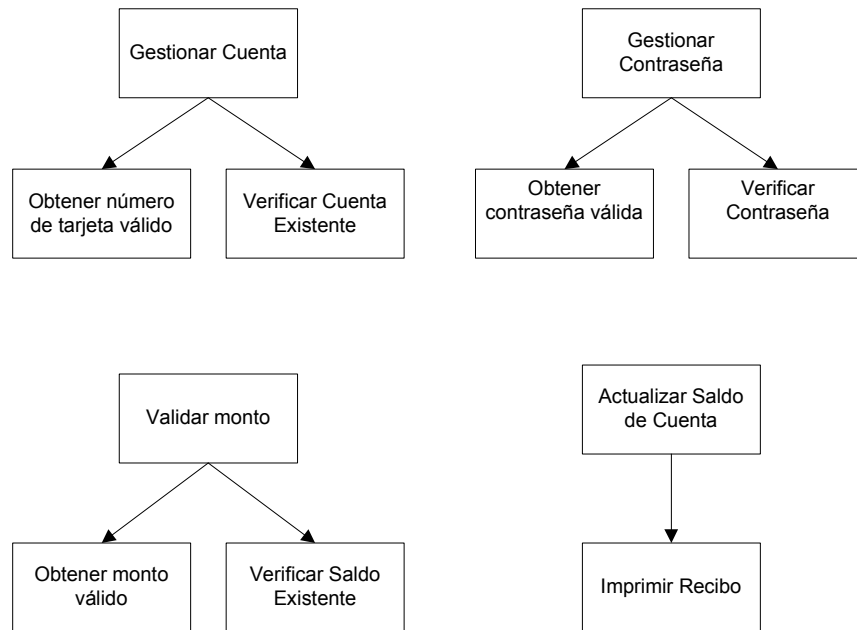 Gestionar Cuenta
Gestionar
Contraseña
Obtener número
de tarjeta válido
Verificar Cuenta
Existente
Obtener
contraseña válida
Verificar
Contraseña
Validar monto
Actualizar Saldo
de Cuenta
Obtener monto
válido
Verificar Saldo
Existente
Imprimir Recibo